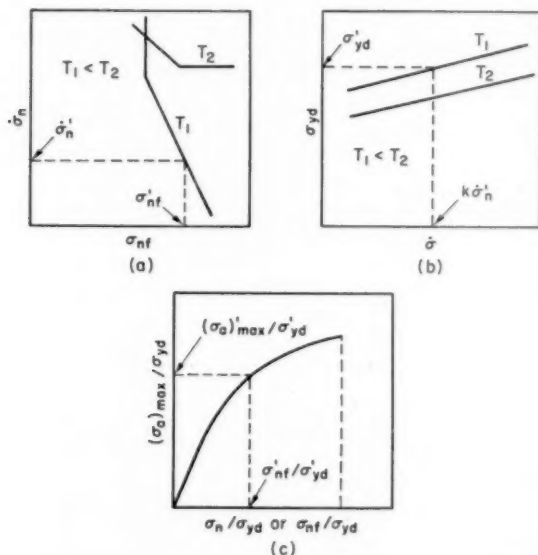 T₁ < T₂
T₂
T₁
σ̇ₙ
σ̇ₙ′
σ′ₙf
σₙf
(a)
σ′yd
T₁
T₂
σyd
T₁ < T₂
kσ̇ₙ′
σ̇
(b)
(σₐ)′max/σ′yd
(σₐ)max/σyd
σ′nf/σ′yd
σₙ/σyd or σnf/σyd
(c)